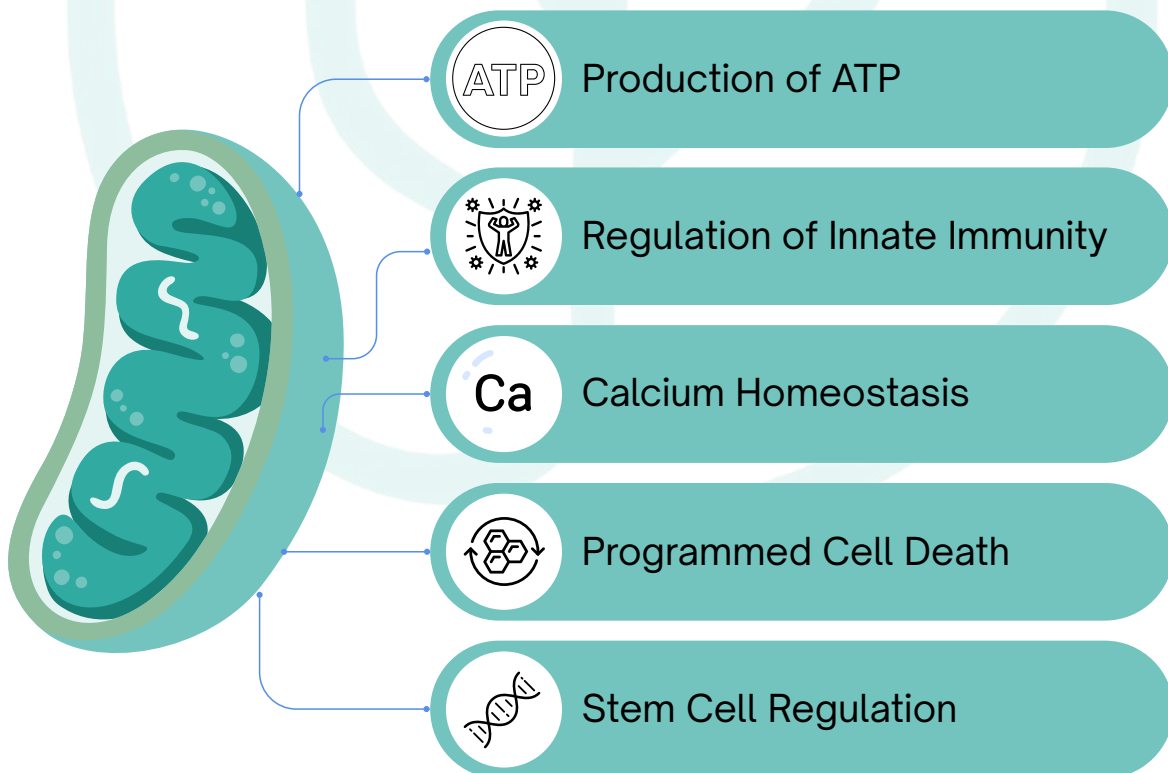 ATP
Production of ATP
Regulation of Innate Immunity
Ca
Calcium Homeostasis
Programmed Cell Death
Stem Cell Regulation